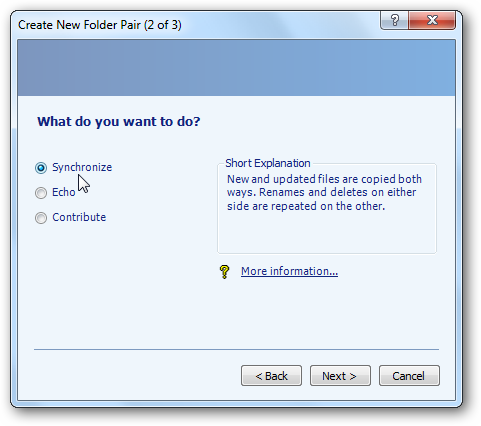 Create New Folder Pair (2 of 3)
?
What do you want to do?
Synchronize
Echo
Contribute
Short Explanation
New and updated files are copied both
ways. Renames and deletes on either
side are repeated on the other.
? More information...
< Back
Next >
Cancel